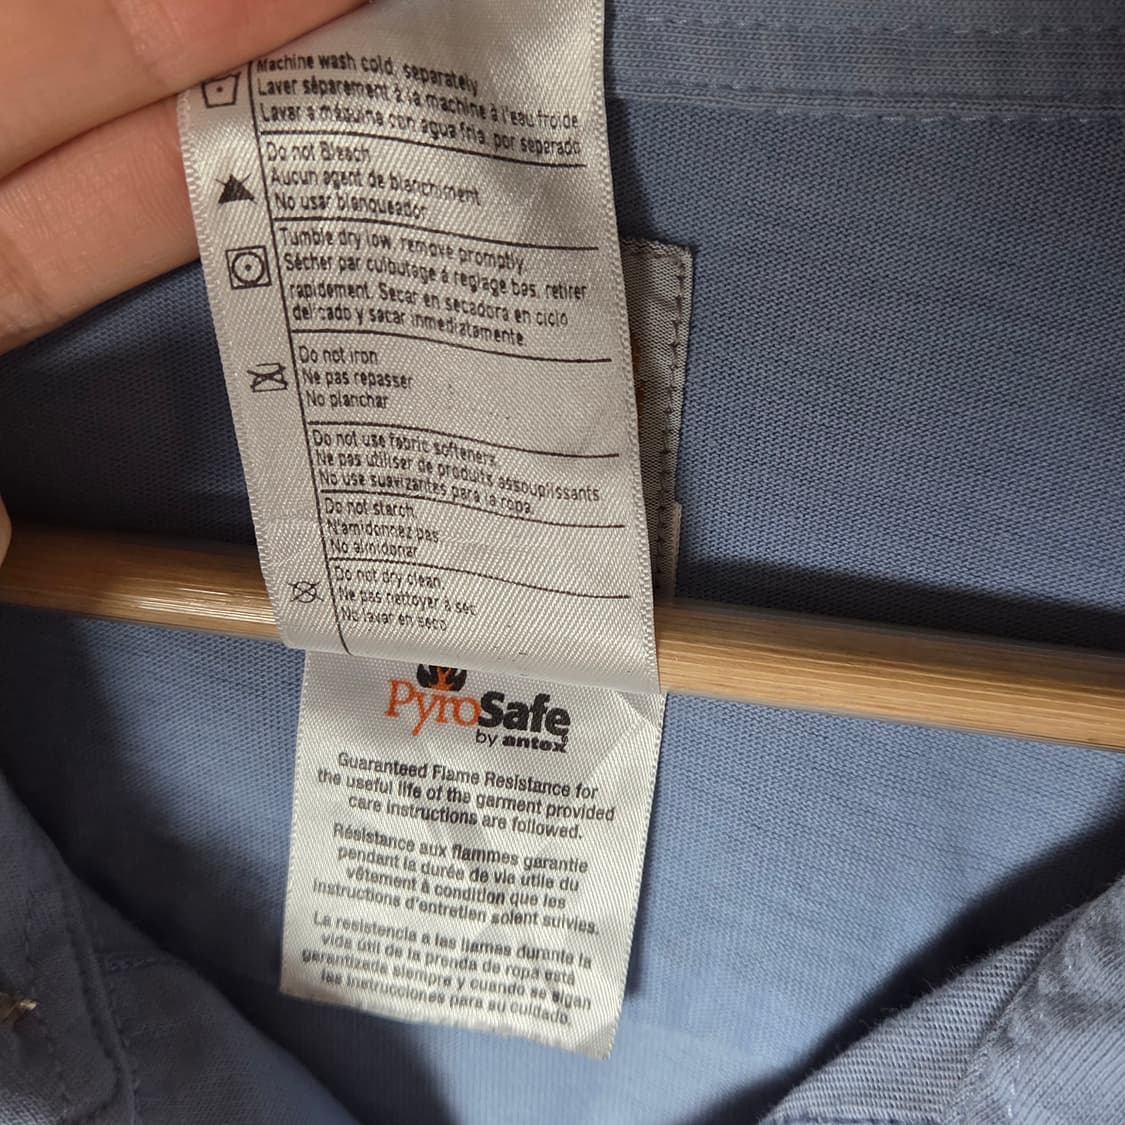 Machine wash cold, separately
Laver séparément à la machine à l'eau froide
Lavar a máquina con agua fria, por separado
Do not Bleach
Aucun agent de blanchiment
No usar blanqueador
Tumble dry low, remove promptly
Sécher par culbutage à reglage bas, retirer
rapidement. Secar en secadora en ciclo
delicado y sacar inmediatamente
Do not iron
Ne pas repasser
No planchar
Do not use fabric softeners.
Ne pas utiliser de produits assouplissants.
No use suavizantes para la ropa.
Do not starch.
N'amidonnez pas
No almidonar
Do not dry clean
Ne pas nettoyer à sec
No lavar en seco
PyroSafe
by antex
Guaranteed Flame Resistance for
the useful life of the garment provided
care instructions are followed.
Résistance aux flammes garantie
pendant la durée de vie utile du
vêtement à condition que les
instructions d'entretien soient suivies.
La resistencia a las llamas durante la
vida útil de la prenda de ropa está
garantizada siempre y cuando se sigan
las instrucciones para su cuidado.